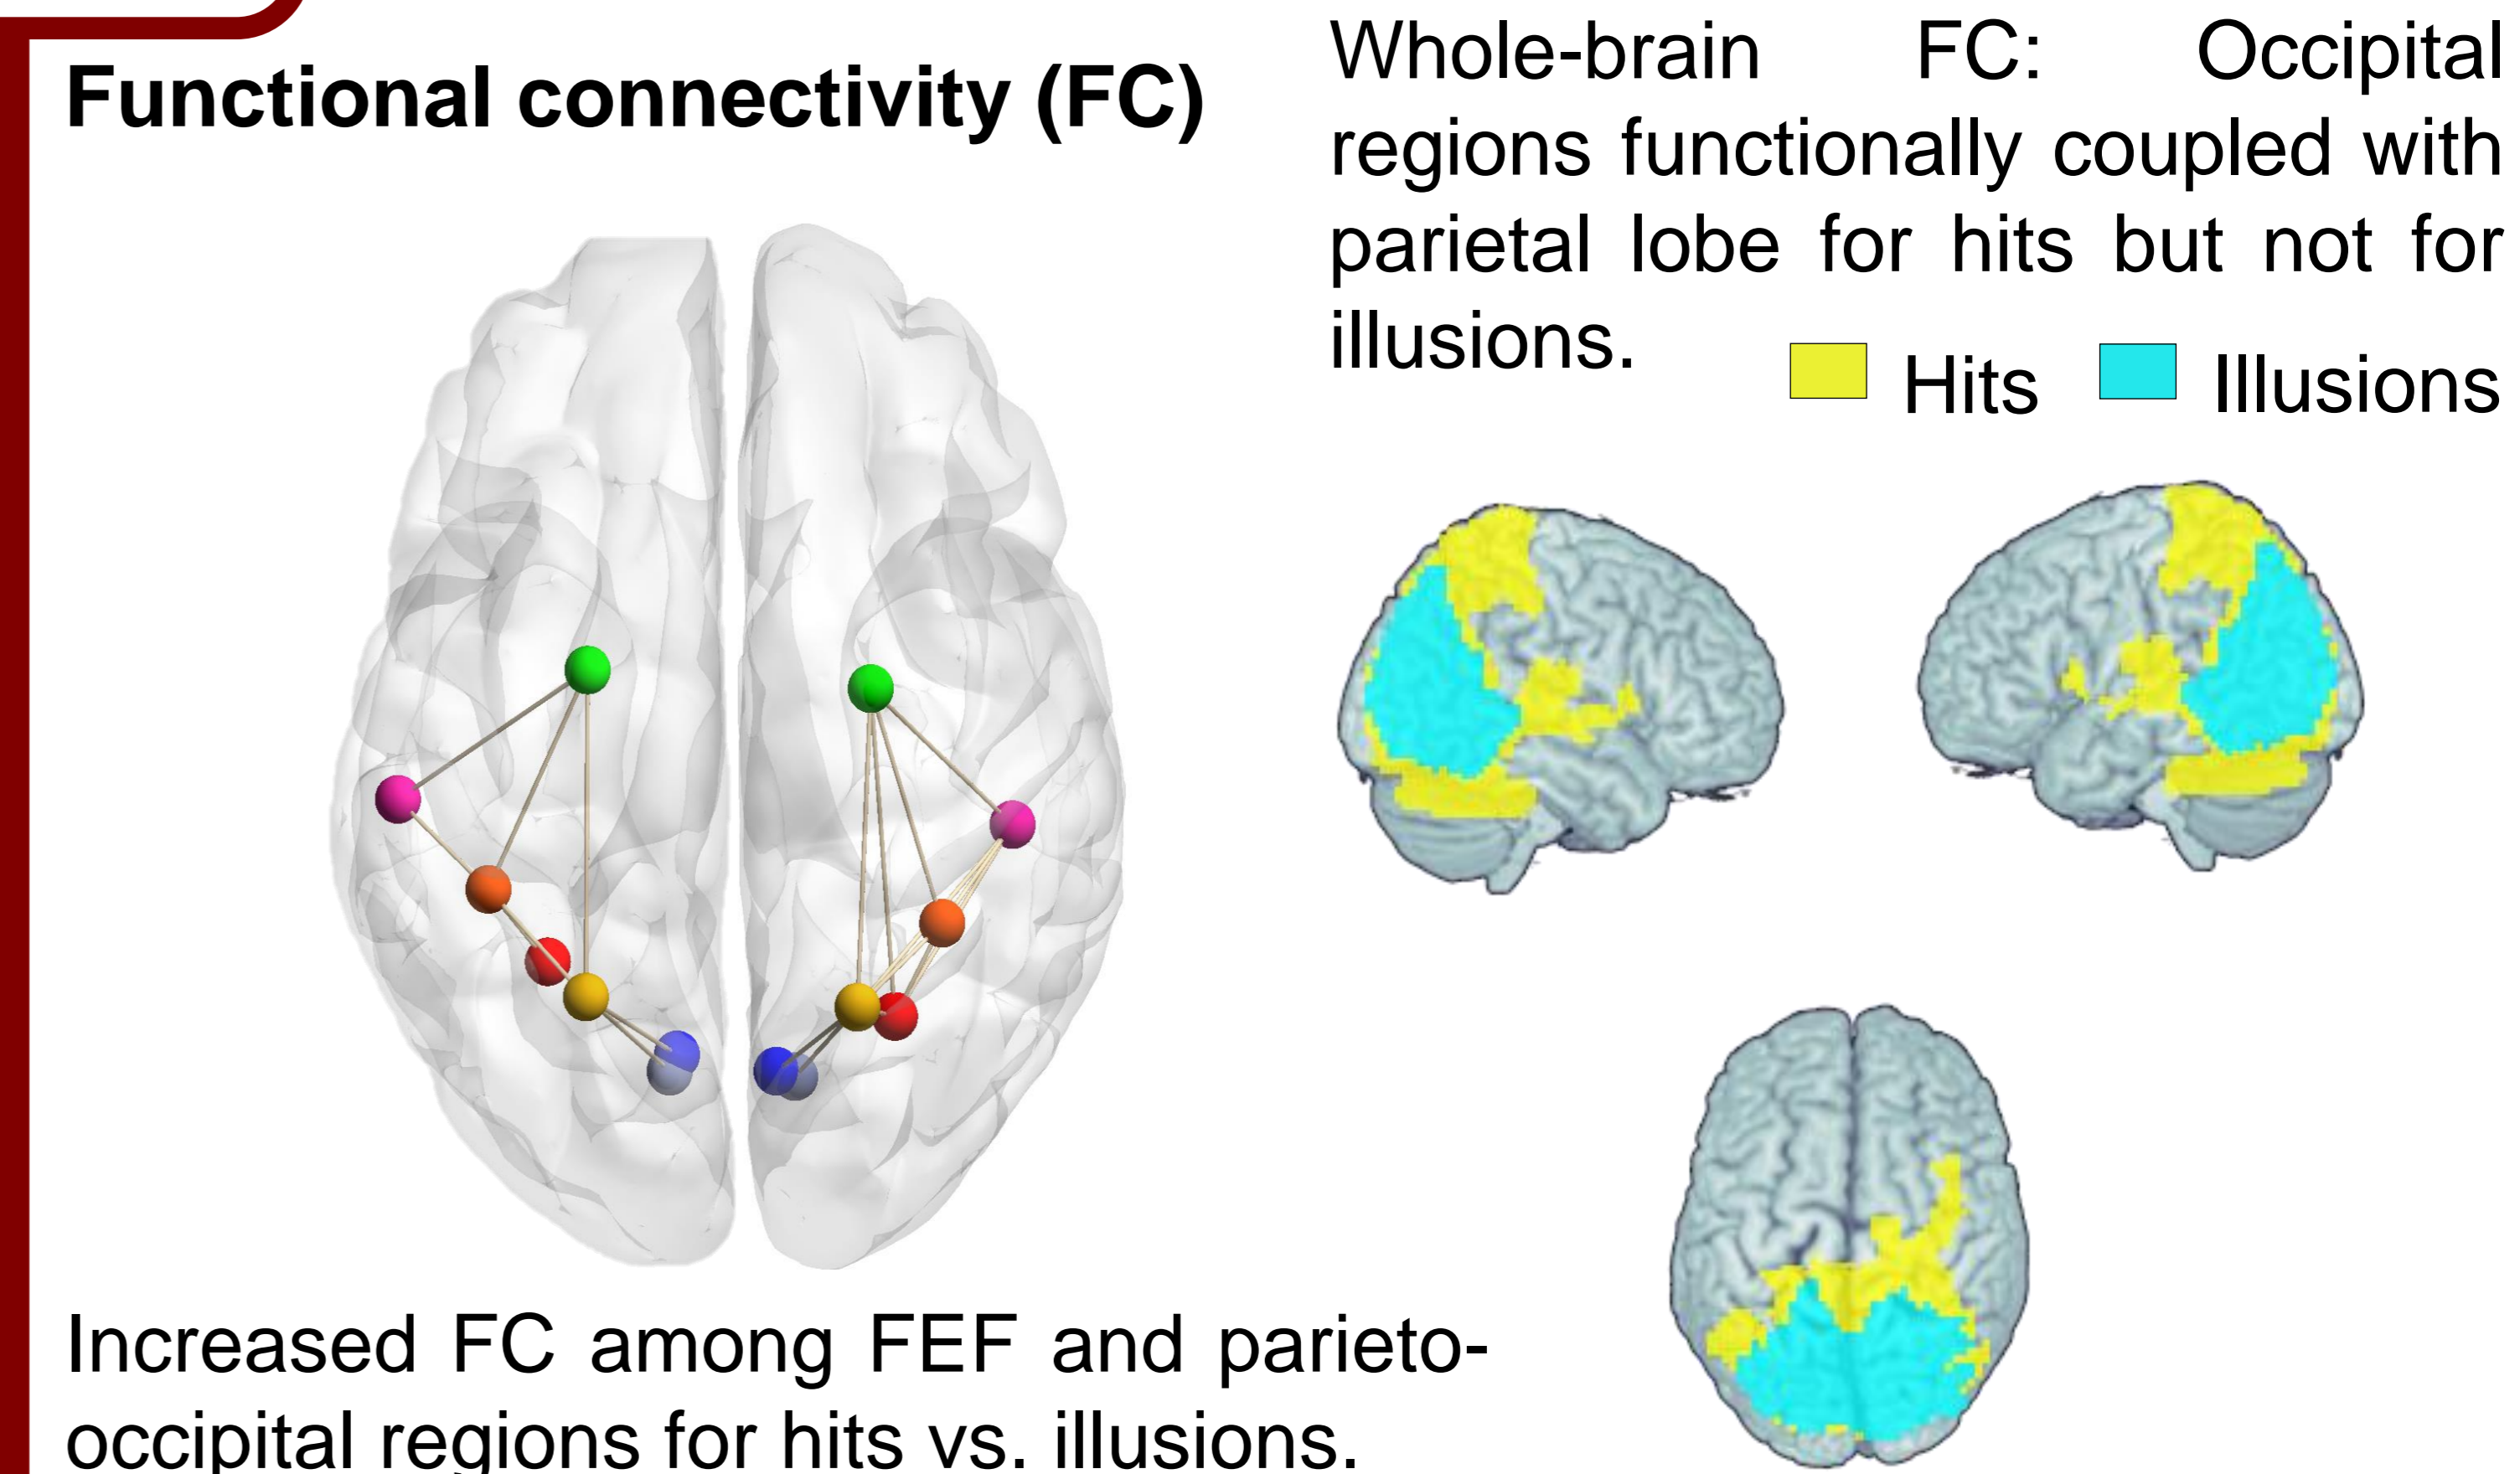 Functional connectivity (FC)
Whole-brain FC: Occipital
regions functionally coupled with
parietal lobe for hits but not for
illusions.
Hits Illusions
Increased FC among FEF and parieto-
occipital regions for hits vs. illusions.